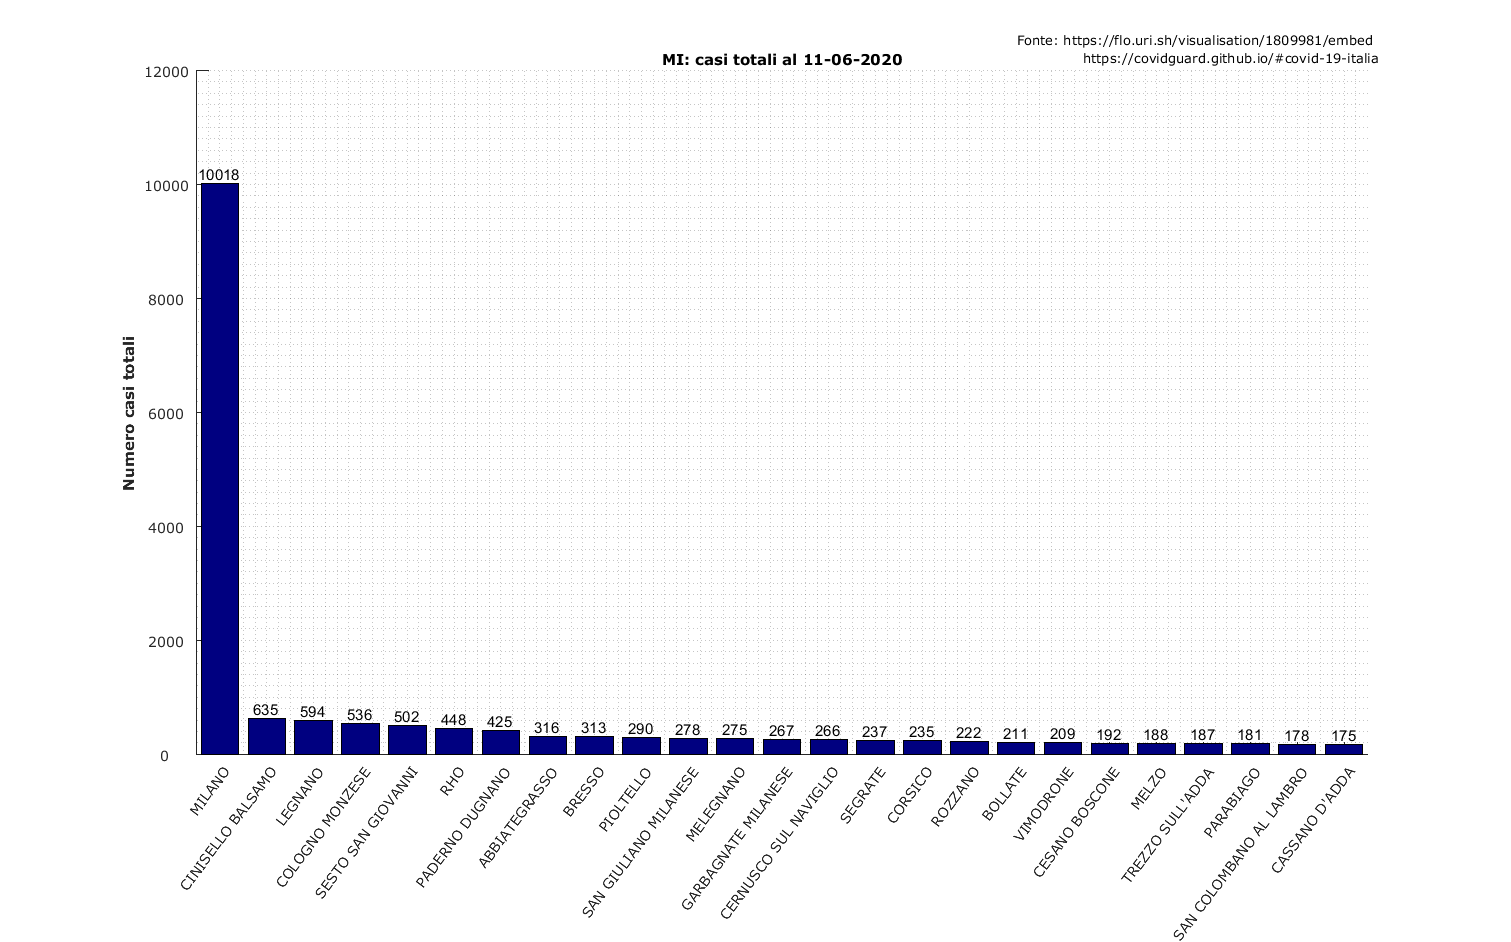 Fonte: https://flo.uri.sh/visualisation/1809981/embed
https://covidguard.github.io/#covid-19-italia
MI: casi totali al 11-06-2020
Numero casi totali
12000
10000
8000
6000
4000
2000
0
10018
635
594
536
502
448
425
316
313
290
278
275
267
266
237
235
222
211
209
192
188
187
181
178
175
MILANO
CINISELLO BALSAMO
LEGNANO
COLOGNO MONZESE
SESTO SAN GIOVANNI
RHO
PADERNO DUGNANO
ABBIATEGRASSO
BRESSO
PIOLTELLO
SAN GIULIANO MILANESE
MELEGNANO
GARBAGNATE MILANESE
CERNUSCO SUL NAVIGLIO
SEGRATE
CORSICO
ROZZANO
BOLLATE
VIMODRONE
CESANO BOSCONE
MELZO
TREZZO SULL'ADDA
PARABIAGO
SAN COLOMBANO AL LAMBRO
CASSANO D'ADDA